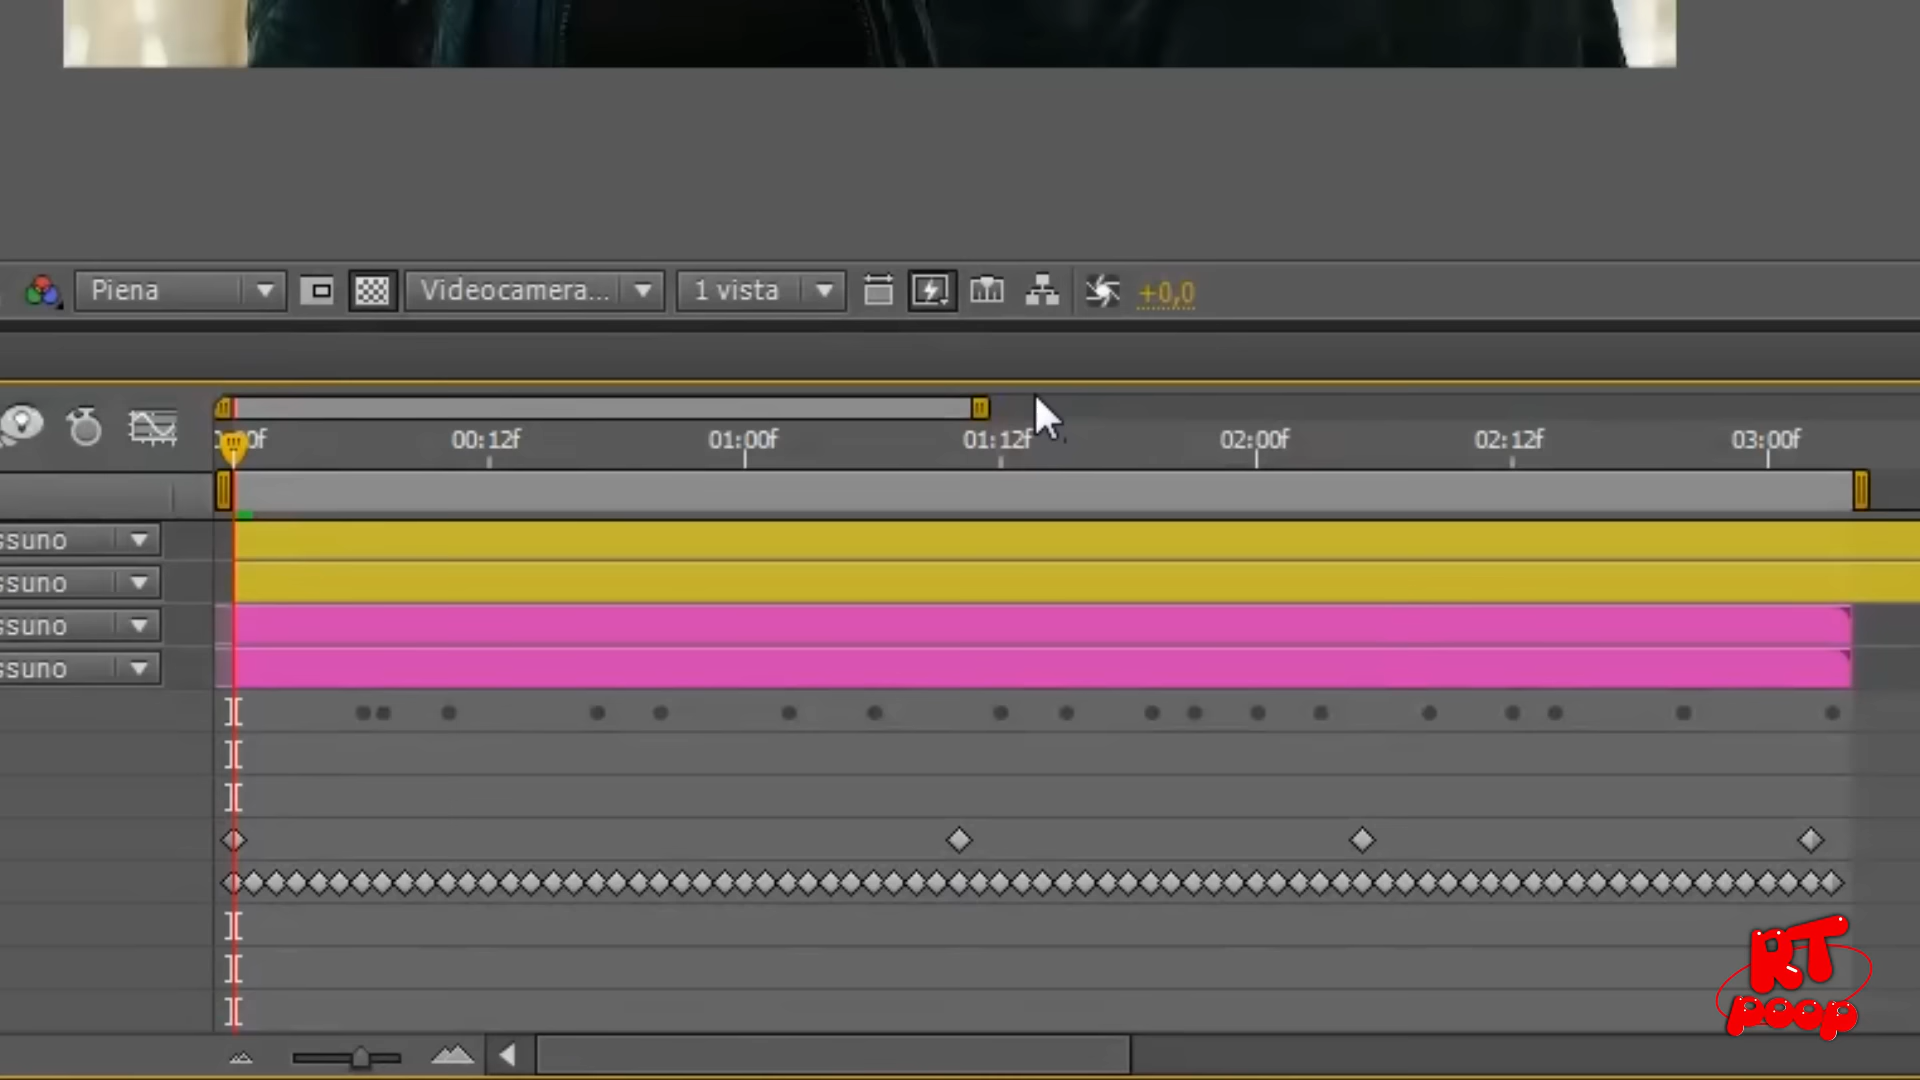 Piena Videocamera... 1 vista +0,0
00:12f 01:00f 01:12f 02:00f 02:12f 03:00f
ssuno
ssuno
ssuno
ssuno
RT
poop